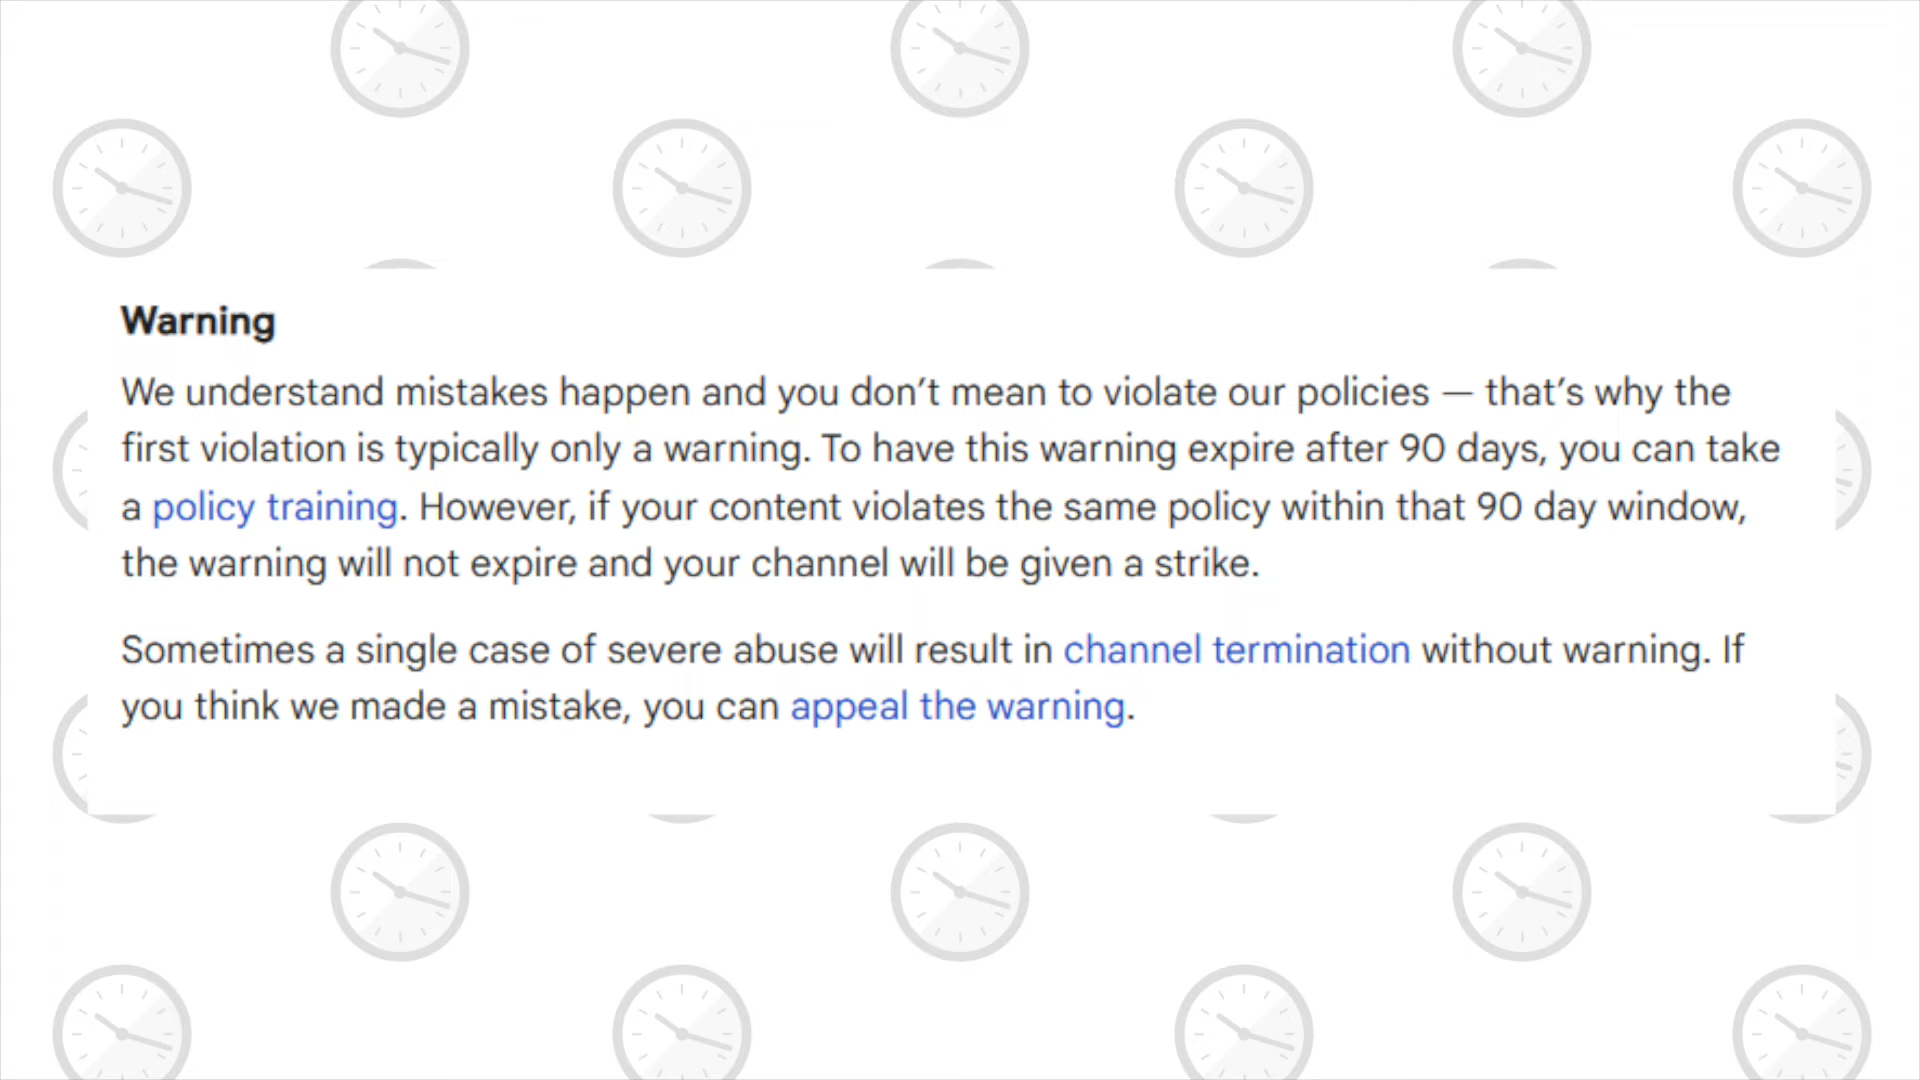 Warning
We understand mistakes happen and you don’t mean to violate our policies — that’s why the
first violation is typically only a warning. To have this warning expire after 90 days, you can take
a policy training. However, if your content violates the same policy within that 90 day window,
the warning will not expire and your channel will be given a strike.
Sometimes a single case of severe abuse will result in channel termination without warning. If
you think we made a mistake, you can appeal the warning.